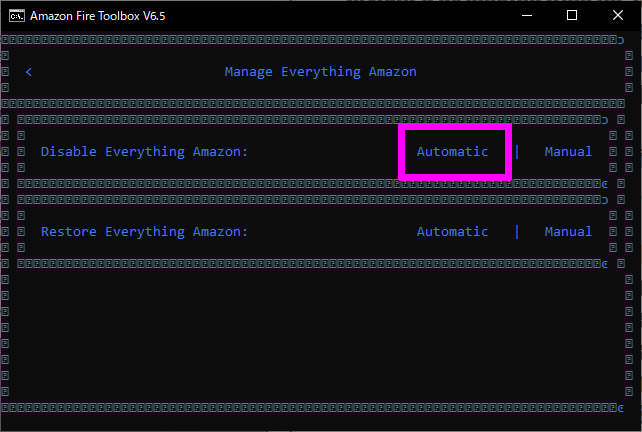 Amazon Fire Toolbox V6.5
< Manage Everything Amazon
Disable Everything Amazon: Automatic | Manual
Restore Everything Amazon: Automatic | Manual